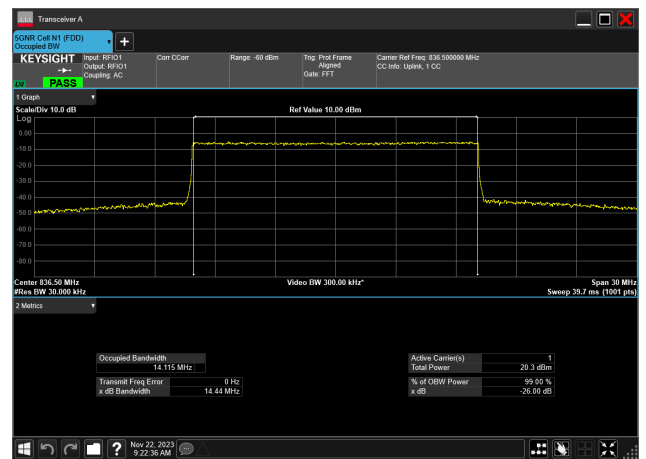 Transceiver A
5GNR Cell N1 (FDD)
Occupied BW
KEYSIGHT
Input: RFIO1
Output: RFIO1
Coupling: AC
Corr CCorr
Range: -60 dBm
Trig: Prot Frame
Aligned
Gate: FFT
Carrier Ref Freq: 836.500000 MHz
CC Info: Uplink, 1 CC
PASS
1 Graph
Scale/Div 10.0 dB
Ref Value 10.00 dBm
Log
0.00
-10.0
-20.0
-30.0
-40.0
-50.0
-60.0
-70.0
-80.0
Center 836.50 MHz
Video BW 300.00 kHz*
Span 30 MHz
#Res BW 30.000 kHz
Sweep 39.7 ms (1001 pts)
2 Metrics
Occupied Bandwidth
14.115 MHz
Active Carrier(s) 1
Total Power 20.3 dBm
Transmit Freq Error 0 Hz
x dB Bandwidth 14.44 MHz
% of OBW Power 99.00 %
x dB -26.00 dB
Nov 22, 2023
9:22:36 AM